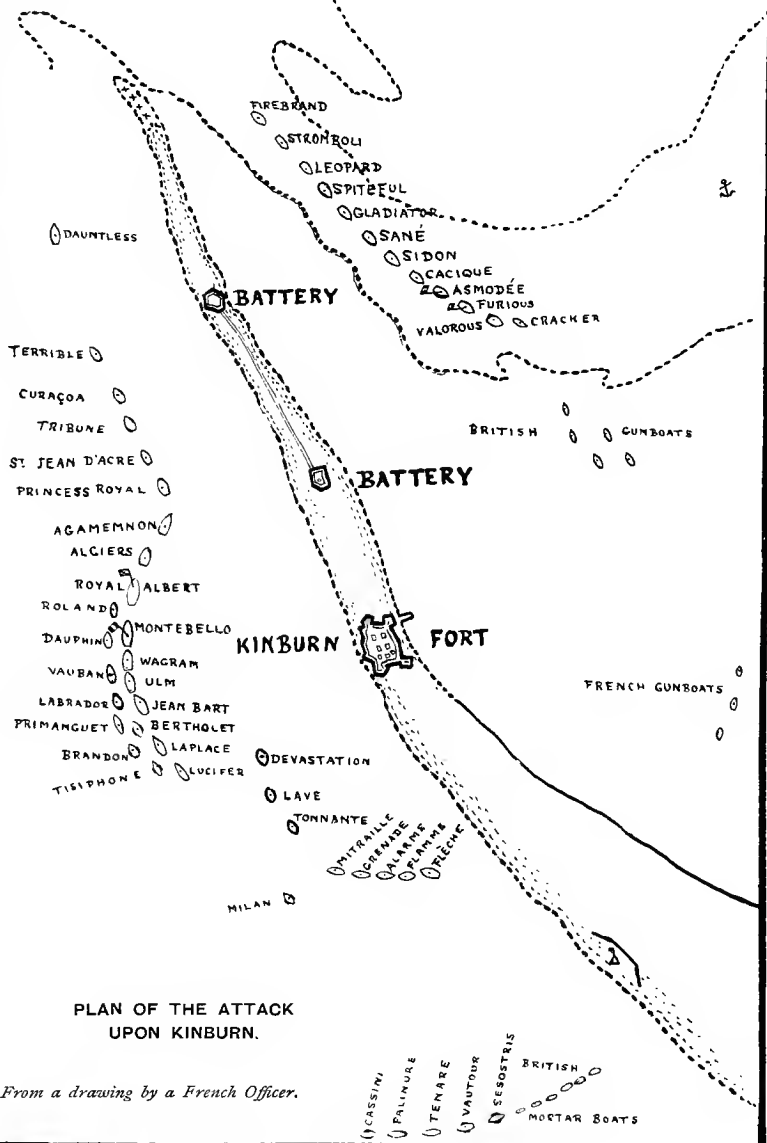 FIREBRAND
STROMBOLI
LEOPARD
SPITEFUL
GLADIATOR
SANÉ
SIDON
CACIQUE
ASMODÉE
FURIOUS
VALOROUS
CRACKER
DAUNTLESS
BATTERY
TERRIBLE
CURAÇOA
TRIBUNE
ST. JEAN D'ACRE
PRINCESS ROYAL
AGAMEMNON
ALGIERS
ROYAL ALBERT
ROLAND
DAUPHIN
MONTEBELLO
WAGRAM
VAUBAN
ULM
LABRADOR
JEAN BART
PRIMANGUET
BERTHOLET
BRANDON
LAPLACE
TISIPHONE
LUCIFER
BRITISH GUNBOATS
BATTERY
KINBURN FORT
FRENCH GUNBOATS
DEVASTATION
LAVE
TONNANTE
MITRAILLE
GRENADE
ALARME
FLAMME
FLÈCHE
MILAN
PLAN OF THE ATTACK
UPON KINBURN.
From a drawing by a French Officer.
CASSINI
PALINURE
TENARE
VAUTOUR
SESOSTRIS
BRITISH
MORTAR BOATS